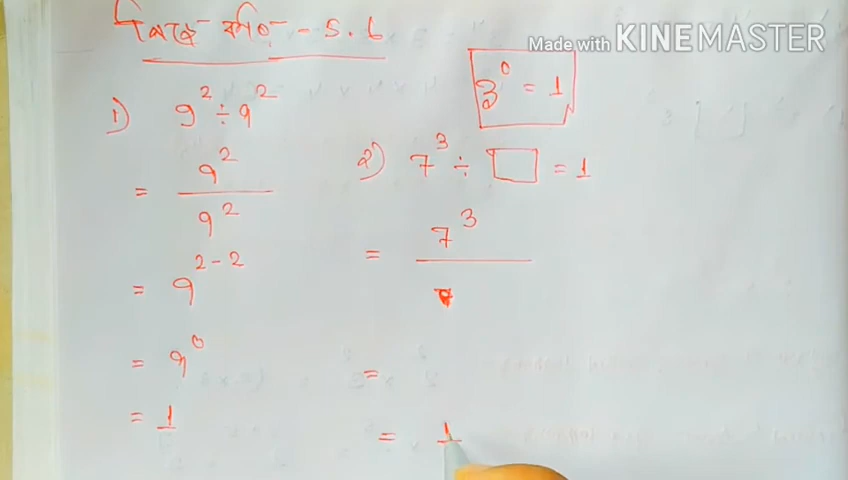 Made with KINEMASTER
নিজে করি - 5.6
3⁰ = 1
1) 9² ÷ 9²
= 9² / 9²
= 9²⁻²
= 9⁰
= 1
2) 7³ ÷ □ = 1
= 7³ /
=
= 1